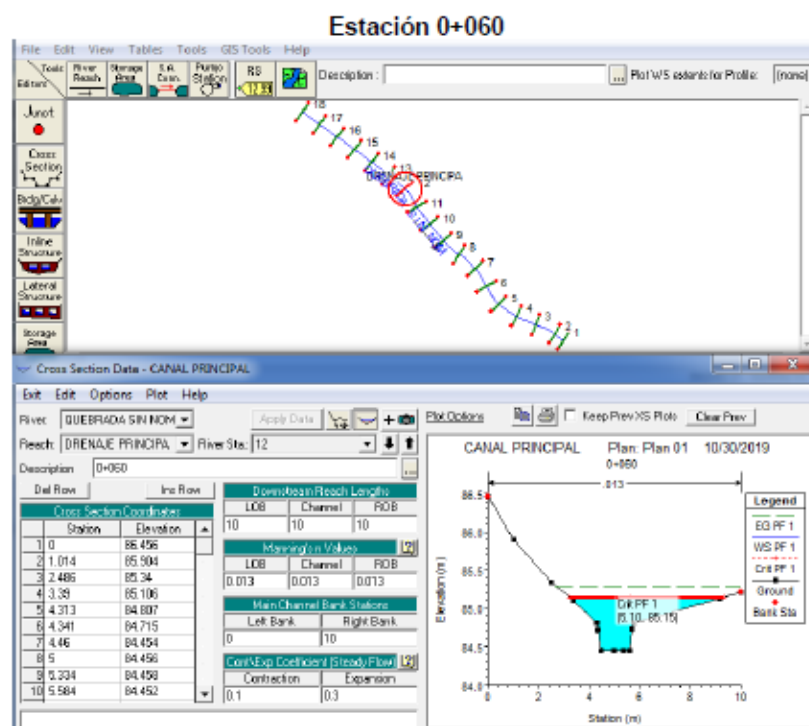 Estación 0+060
File Edit View Tables Tools GIS Tools Help
Tools
Editors
River
Reach
Storage
Area
S.A.
Conn.
Pump
Station
RS
Description :
...
Plot WS extents for Profile:
(none)
Junct.
Cross
Section
Brdg/Culv
Inline
Structure
Lateral
Structure
Storage
Area
18
17
16
15
14
13
2
11
10
9
8
7
6
5
4
3
2
1
Cross Section Data - CANAL PRINCIPAL
Exit Edit Options Plot Help
River: QUEBRADA SIN NOM
Apply Data
Reach: DRENAJE PRINCIPA
River Sta.: 12
Description 0+060
...
Del Row
Ins Row
Cross Section Coordinates
Station Elevation
1 0 86.456
2 1.014 85.904
3 2.486 85.34
4 3.39 85.106
5 4.313 84.807
6 4.341 84.715
7 4.46 84.454
8 5 84.456
9 5.334 84.458
10 5.584 84.452
Downstream Reach Lengths
LOB Channel ROB
10 10 10
Manning's n Values
LOB Channel ROB
0.013 0.013 0.013
Main Channel Bank Stations
Left Bank Right Bank
0 10
Cont\Exp Coefficient (Steady Flow)
Contraction Expansion
0.1 0.3
Plot Options
Keep Prev XS Plots
Clear Prev
CANAL PRINCIPAL Plan: Plan 01 10/30/2019
0+060
.013
86.5
86.0
85.5
85.0
84.5
84.0
Elevation (m)
0 2 4 6 8 10
Station (m)
Crit PF 1
Legend
EG PF 1
WS PF 1
Crit PF 1
Ground
Bank Sta